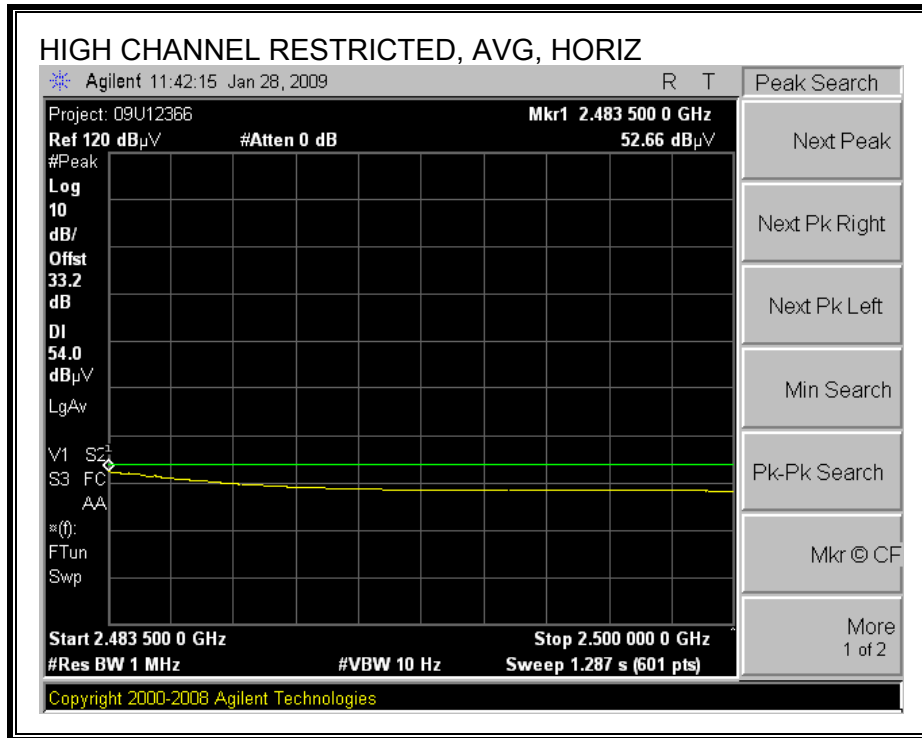 HIGH CHANNEL RESTRICTED, AVG, HORIZ
Agilent 11:42:15 Jan 28, 2009 R T
Peak Search
Project: 09U12366 Mkr1 2.483 500 0 GHz
Ref 120 dBµV #Atten 0 dB 52.66 dBµV
#Peak
Log
10
dB/
Offst
33.2
dB
DI
54.0
dBµV
LgAv
V1 S2
1
S3 FC
AA
¤(f):
FTun
Swp
Start 2.483 500 0 GHz Stop 2.500 000 0 GHz
#Res BW 1 MHz #VBW 10 Hz Sweep 1.287 s (601 pts)
Copyright 2000-2008 Agilent Technologies
Next Peak
Next Pk Right
Next Pk Left
Min Search
Pk-Pk Search
Mkr © CF
More
1 of 2